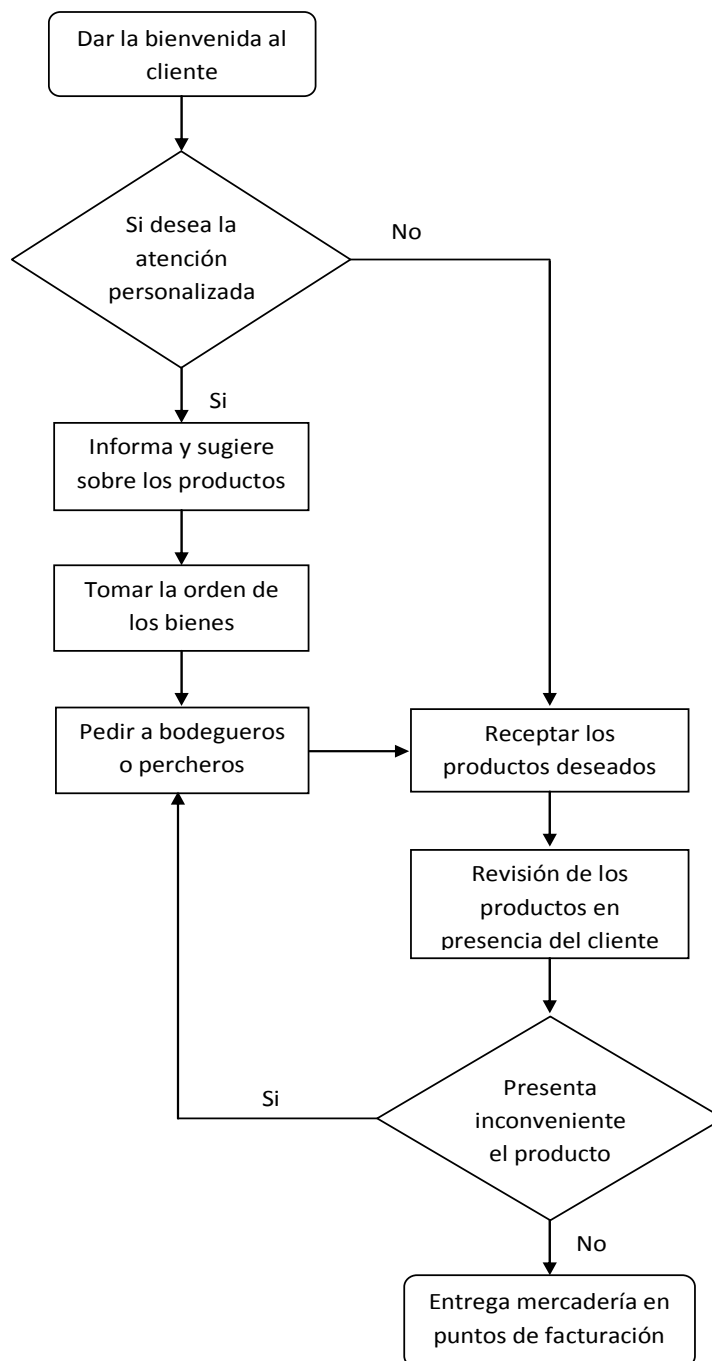 Dar la bienvenida al
cliente
Si desea la
atención
personalizada
No
Si
Informa y sugiere
sobre los productos
Tomar la orden de
los bienes
Pedir a bodegueros
o percheros
Receptar los
productos deseados
Revisión de los
productos en
presencia del cliente
Presenta
inconveniente
el producto
Si
No
Entrega mercadería en
puntos de facturación